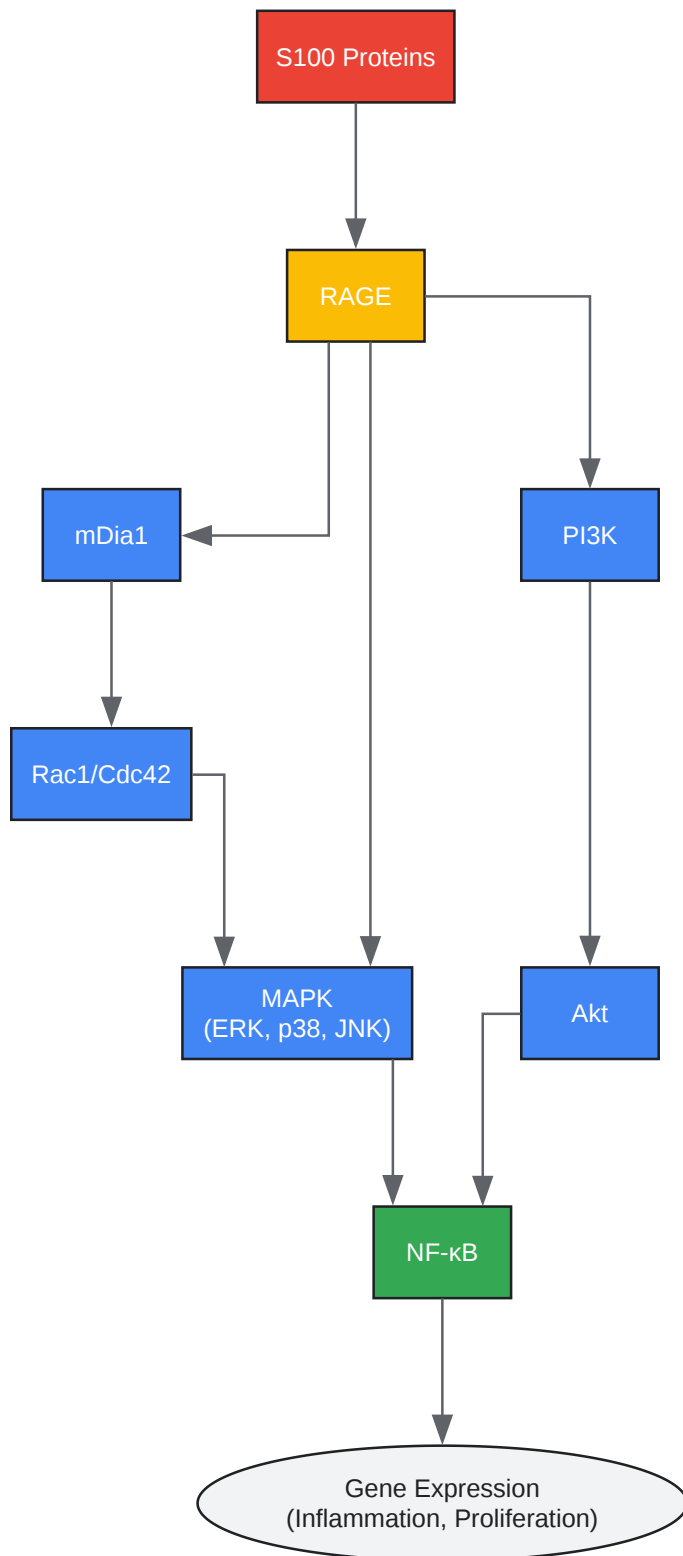 S100 Proteins
RAGE
mDia1
PI3K
Rac1/Cdc42
MAPK
(ERK, p38, JNK)
Akt
NF-κB
Gene Expression
(Inflammation, Proliferation)